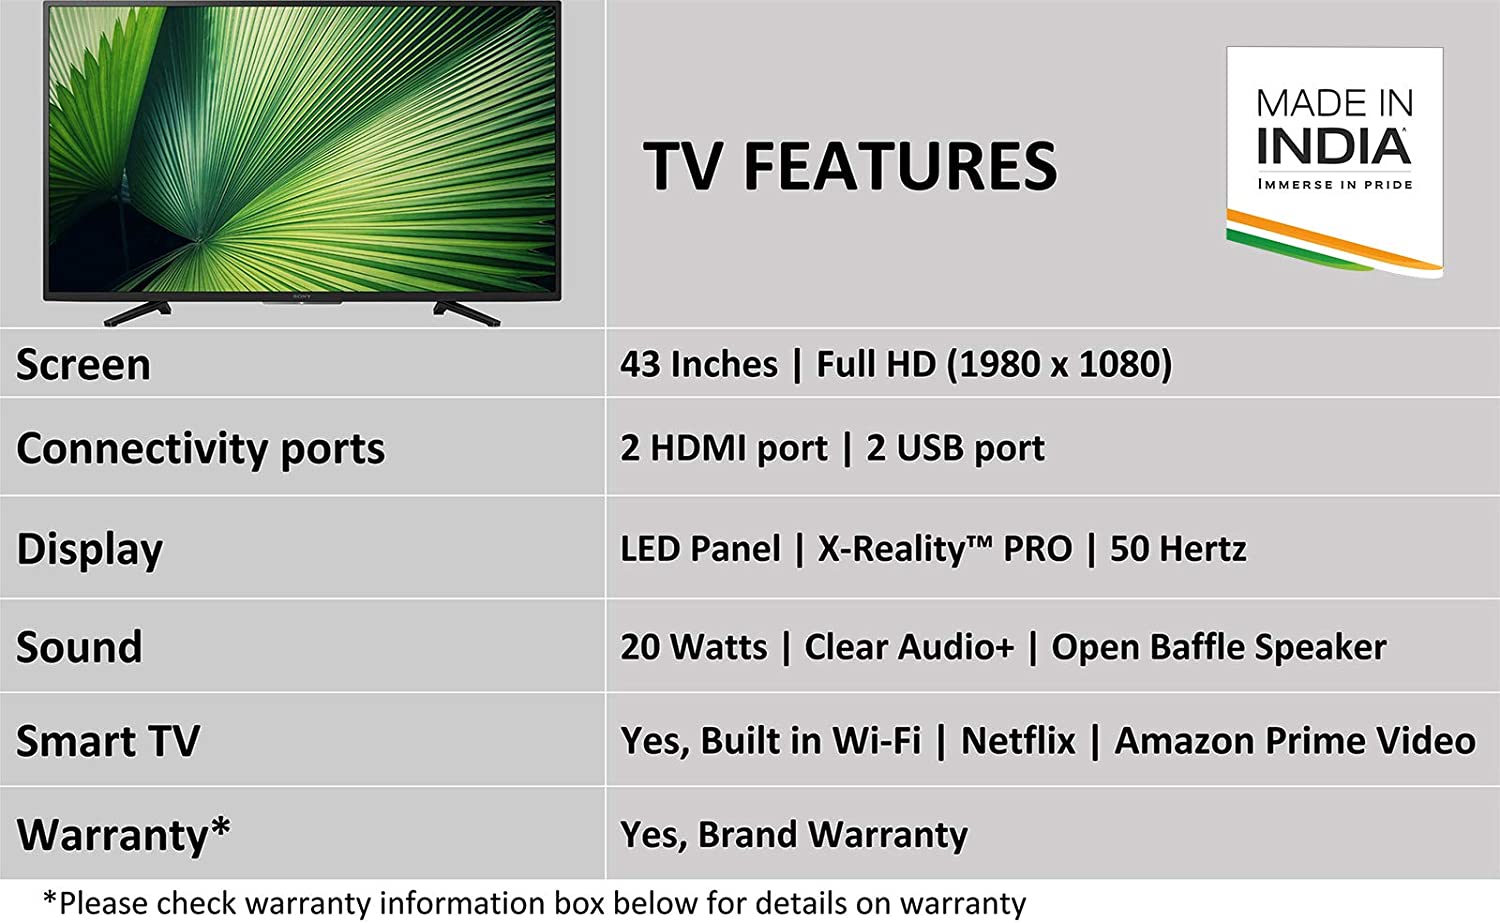 SONY
TV FEATURES
MADE IN
INDIA
IMMERSE IN PRIDE
Screen
43 Inches | Full HD (1980 x 1080)
Connectivity ports
2 HDMI port | 2 USB port
Display
LED Panel | X-Reality™ PRO | 50 Hertz
Sound
20 Watts | Clear Audio+ | Open Baffle Speaker
Smart TV
Yes, Built in Wi-Fi | Netflix | Amazon Prime Video
Warranty*
Yes, Brand Warranty
*Please check warranty information box below for details on warranty